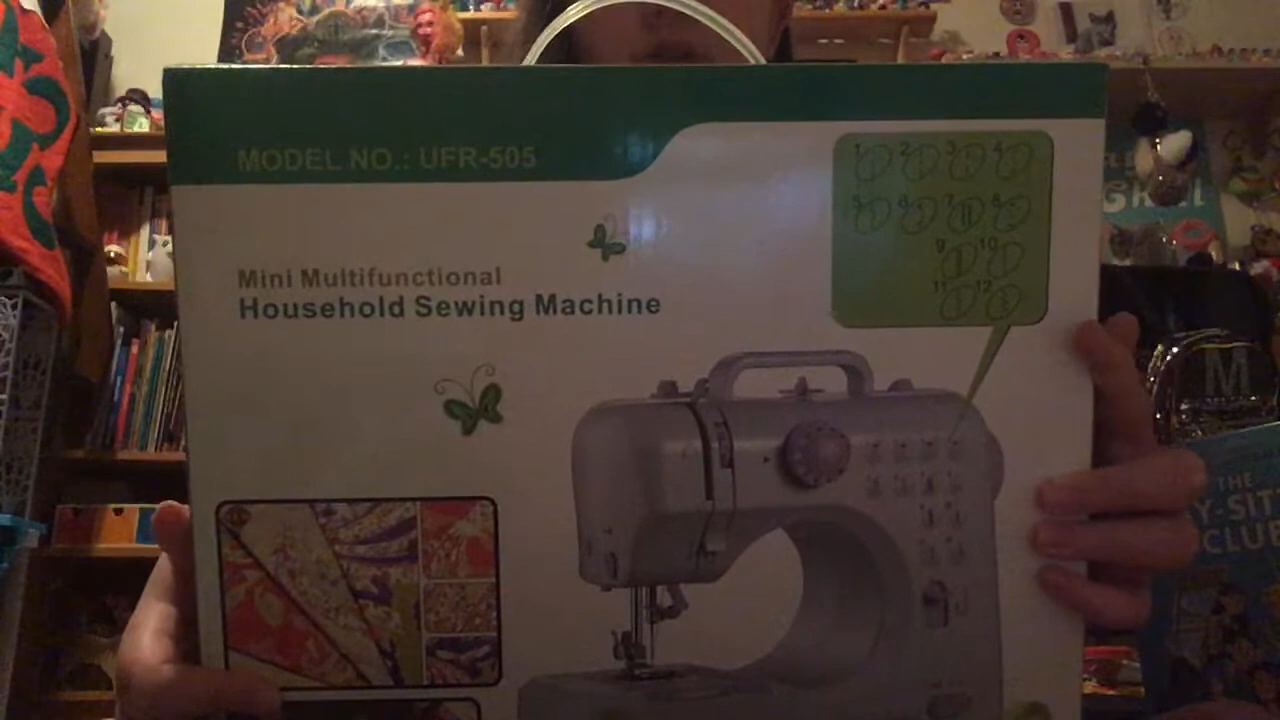 MODEL NO.: UFR-505
1 2 3 4
5 6 7 8
9 10
11 12
Mini Multifunctional
Household Sewing Machine
M
THE
Y-SIT
CLUB